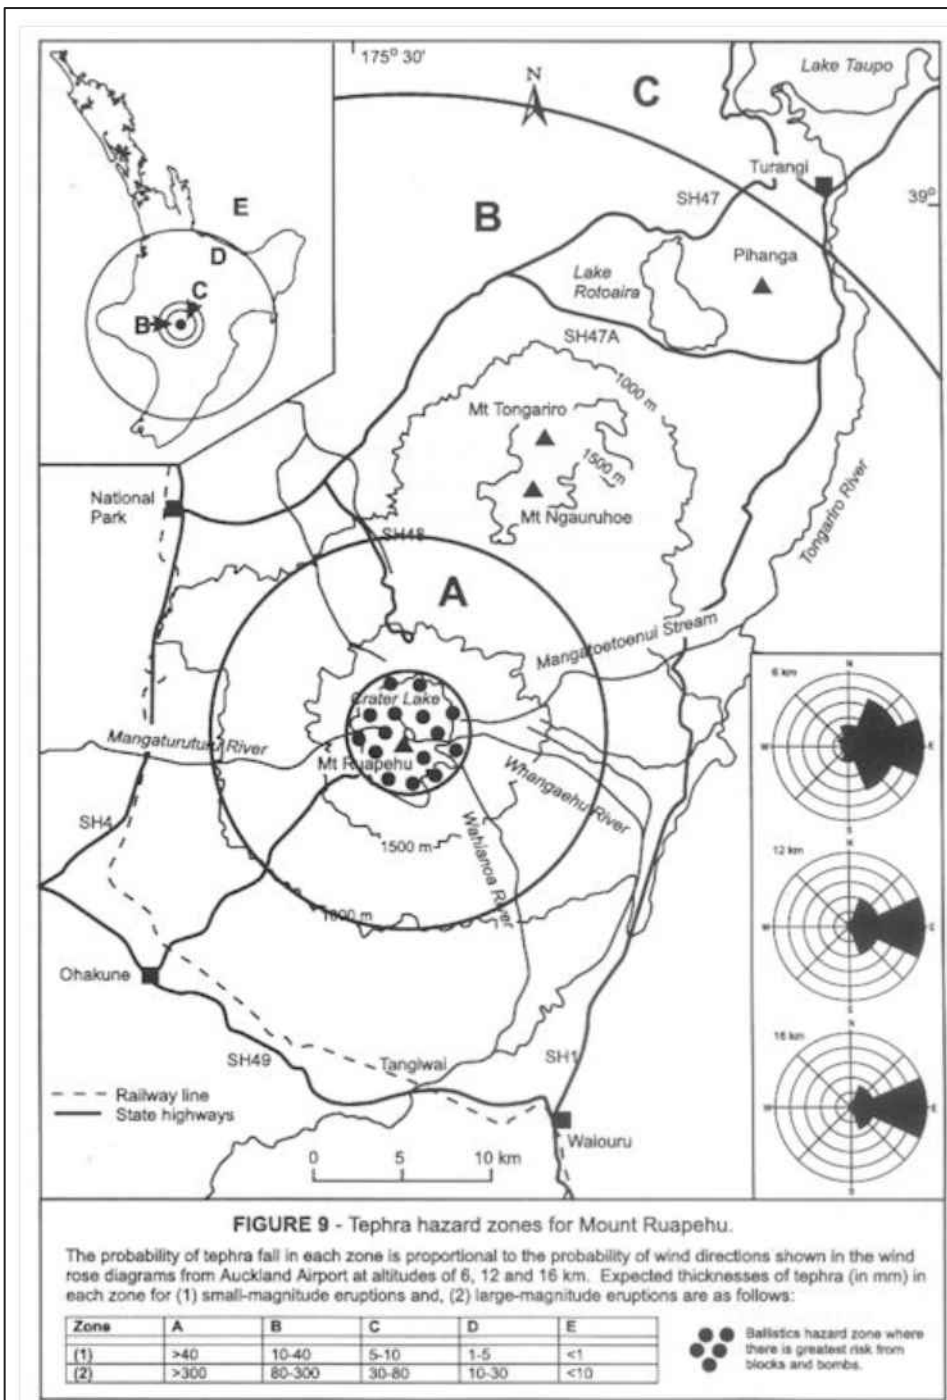 175° 30'
N
C
Lake Taupo
Turangi
39°
SH47
E
B
D
Pihanga
C
Lake
Rotoaira
B
SH47A
1000 m
Mt Tongariro
1500 m
National
Park
Mt Ngauruhoe
Tongariro River
SH48
A
Mangatoetoenui Stream
Crater Lake
Mangaturuturu River
Mt Ruapehu
Whangaehu River
SH4
1500 m
Wahianoa River
1000 m
Ohakune
SH49
Tangiwai
SH1
Railway line
State highways
Waiouru
0 5 10 km
6 km
N
W E
S
12 km
N
W E
S
16 km
N
W E
S
FIGURE 9 - Tephra hazard zones for Mount Ruapehu.
The probability of tephra fall in each zone is proportional to the probability of wind directions shown in the wind
rose diagrams from Auckland Airport at altitudes of 6, 12 and 16 km. Expected thicknesses of tephra (in mm) in
each zone for (1) small-magnitude eruptions and, (2) large-magnitude eruptions are as follows:
Zone A B C D E
(1) >40 10-40 5-10 1-5 <1
(2) >300 80-300 30-80 10-30 <10
Ballistics hazard zone where
there is greatest risk from
blocks and bombs.